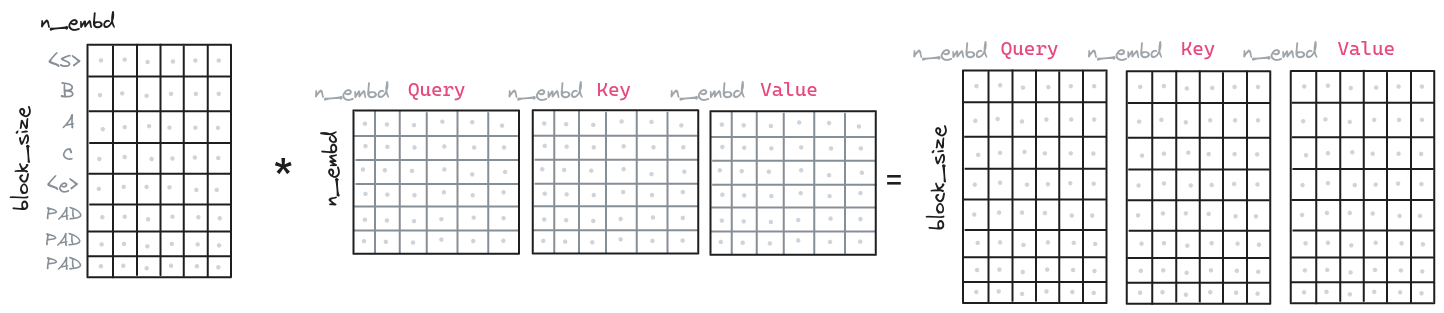 n_embd
block_size
<S>
B
A
C
<e>
PAD
PAD
PAD
*
n_embd
n_embd Query
n_embd Key
n_embd Value
=
block_size
n_embd Query
n_embd Key
n_embd Value